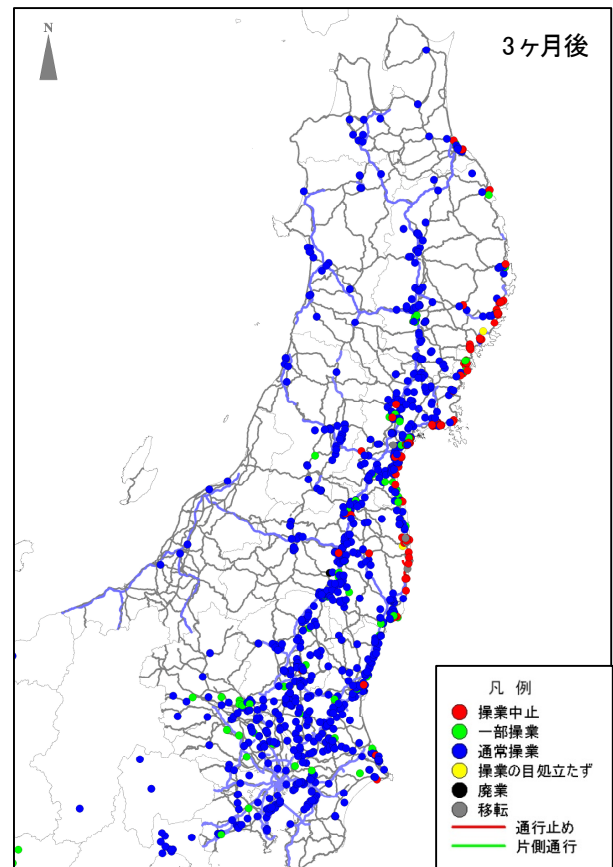 N
3ヶ月後
凡 例
操業中止
一部操業
通常操業
操業の目処立たず
廃業
移転
通行止め
片側通行